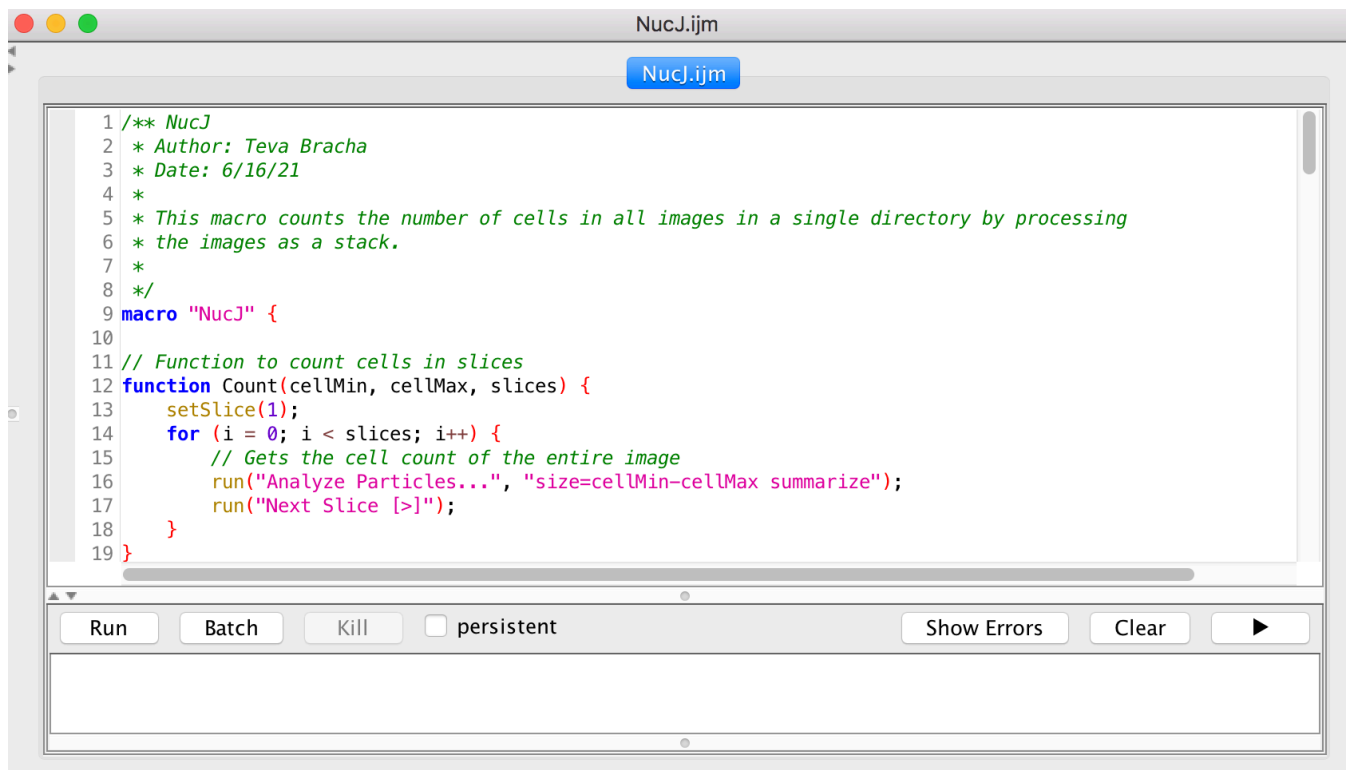 NucJ.ijm
NucJ.ijm
1 /** NucJ
2 * Author: Teva Bracha
3 * Date: 6/16/21
4 *
5 * This macro counts the number of cells in all images in a single directory by processing
6 * the images as a stack.
7 *
8 */
9 macro "NucJ" {
10
11 // Function to count cells in slices
12 function Count(cellMin, cellMax, slices) {
13     setSlice(1);
14     for (i = 0; i < slices; i++) {
15         // Gets the cell count of the entire image
16         run("Analyze Particles...", "size=cellMin-cellMax summarize");
17         run("Next Slice [>]");
18     }
19 }
Run Batch Kill persistent Show Errors Clear